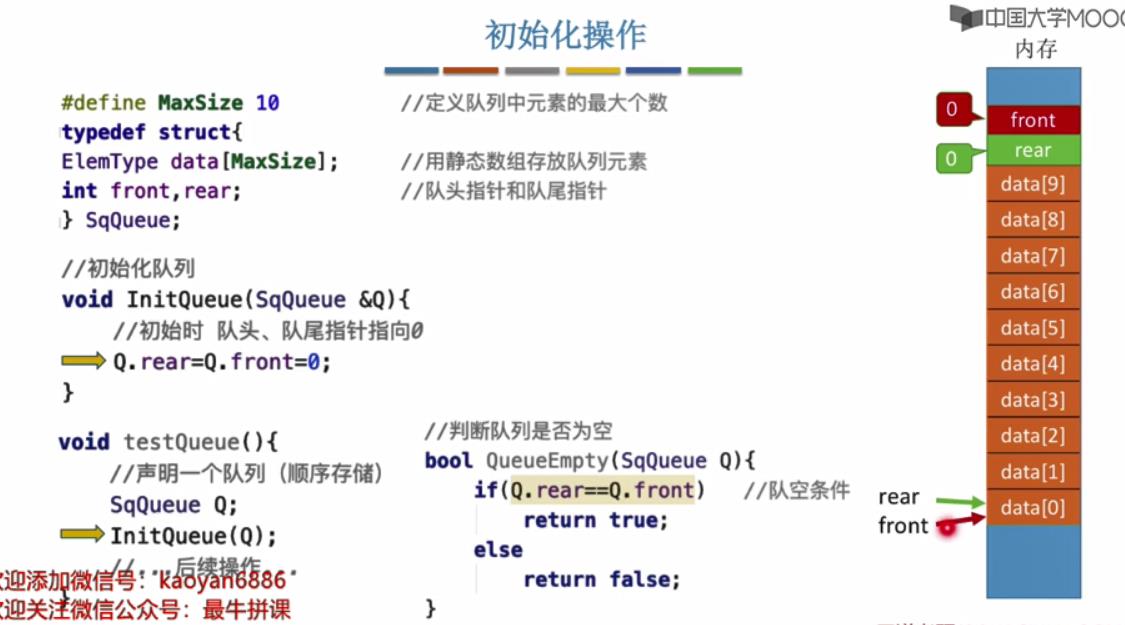 中国大学MOOC
初始化操作
内存
#define MaxSize 10 //定义队列中元素的最大个数
typedef struct{
ElemType data[MaxSize]; //用静态数组存放队列元素
int front,rear; //队头指针和队尾指针
} SqQueue;
//初始化队列
void InitQueue(SqQueue &Q){
//初始时 队头、队尾指针指向0
Q.rear=Q.front=0;
}
void testQueue(){
//声明一个队列（顺序存储）
SqQueue Q;
InitQueue(Q);
//...后续操作...
}
迎添加微信号：kaoyan6886
迎关注微信公众号：最牛拼课
//判断队列是否为空
bool QueueEmpty(SqQueue Q){
if(Q.rear==Q.front) //队空条件
return true;
else
return false;
}
0
front
0
rear
data[9]
data[8]
data[7]
data[6]
data[5]
data[4]
data[3]
data[2]
data[1]
data[0]
rear
front